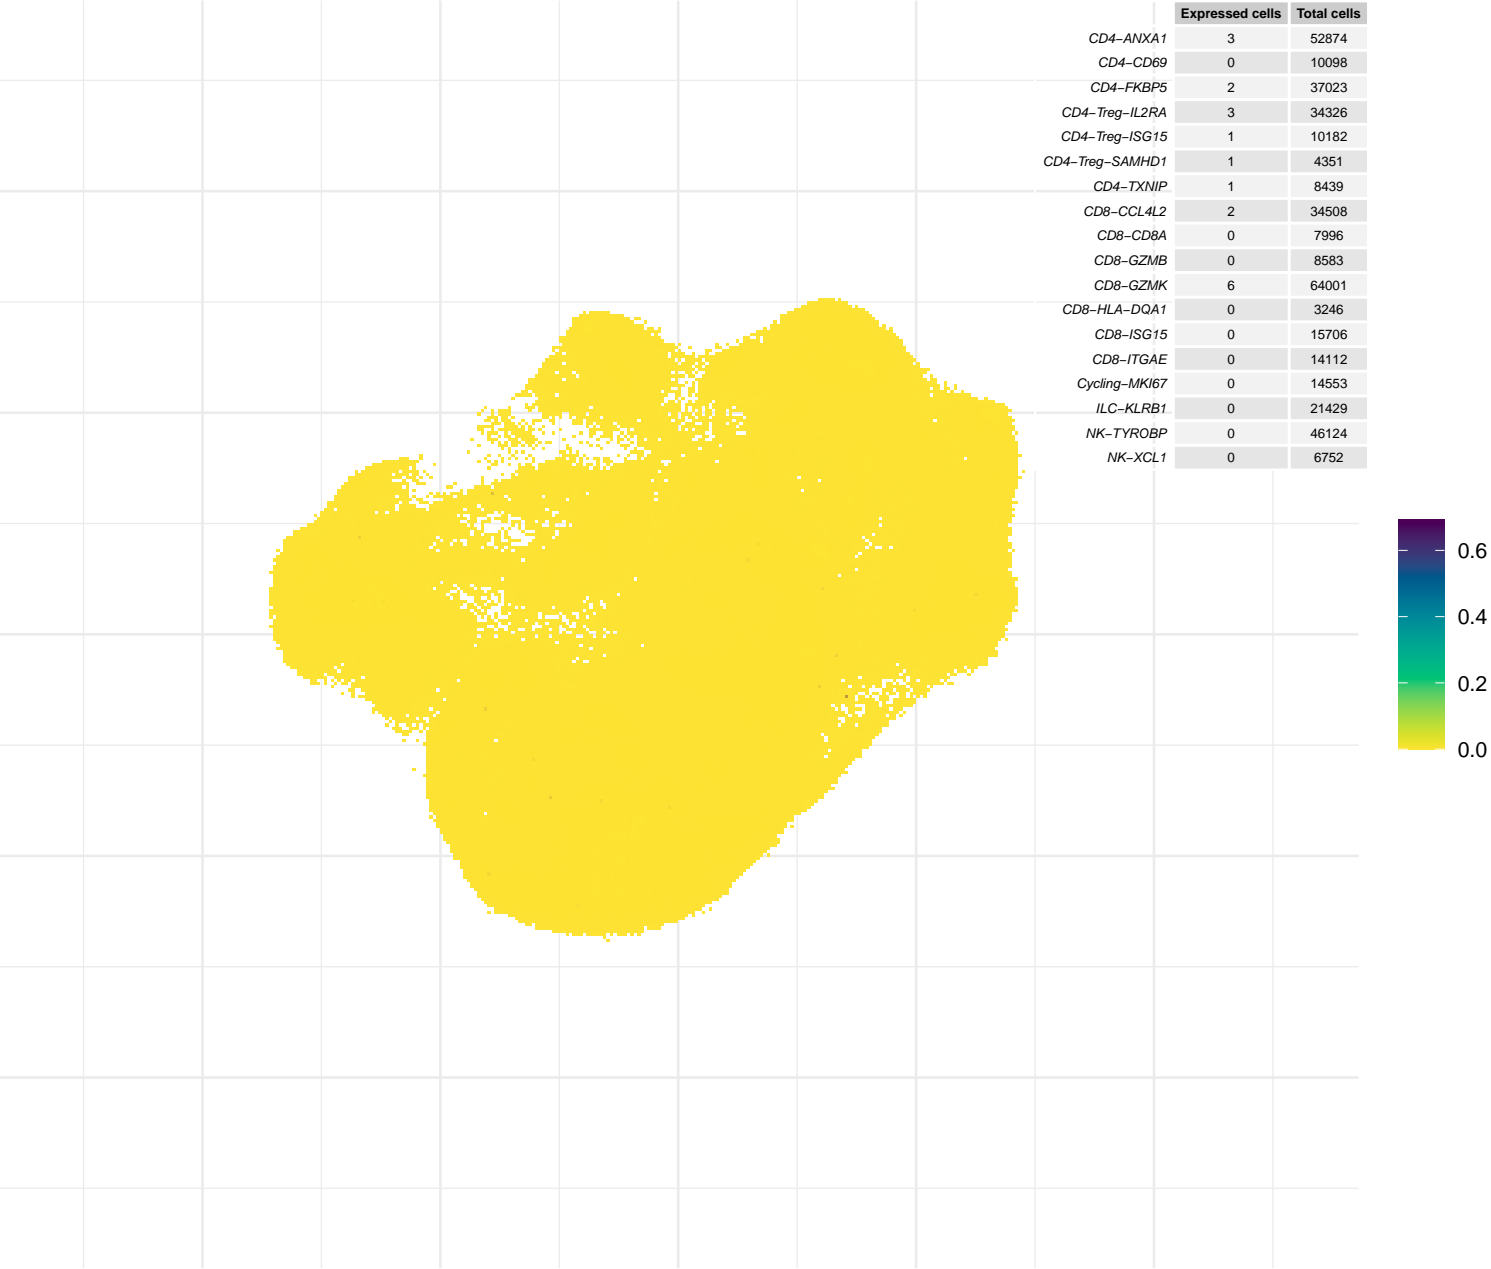 Expressed cells Total cells
CD4−ANXA1 3 52874
CD4−CD69 0 10098
CD4−FKBP5 2 37023
CD4−Treg−IL2RA 3 34326
CD4−Treg−ISG15 1 10182
CD4−Treg−SAMHD1 1 4351
CD4−TXNIP 1 8439
CD8−CCL4L2 2 34508
CD8−CD8A 0 7996
CD8−GZMB 0 8583
CD8−GZMK 6 64001
CD8−HLA−DQA1 0 3246
CD8−ISG15 0 15706
CD8−ITGAE 0 14112
Cycling−MKI67 0 14553
ILC−KLRB1 0 21429
NK−TYROBP 0 46124
NK−XCL1 0 6752
0.6
0.4
0.2
0.0